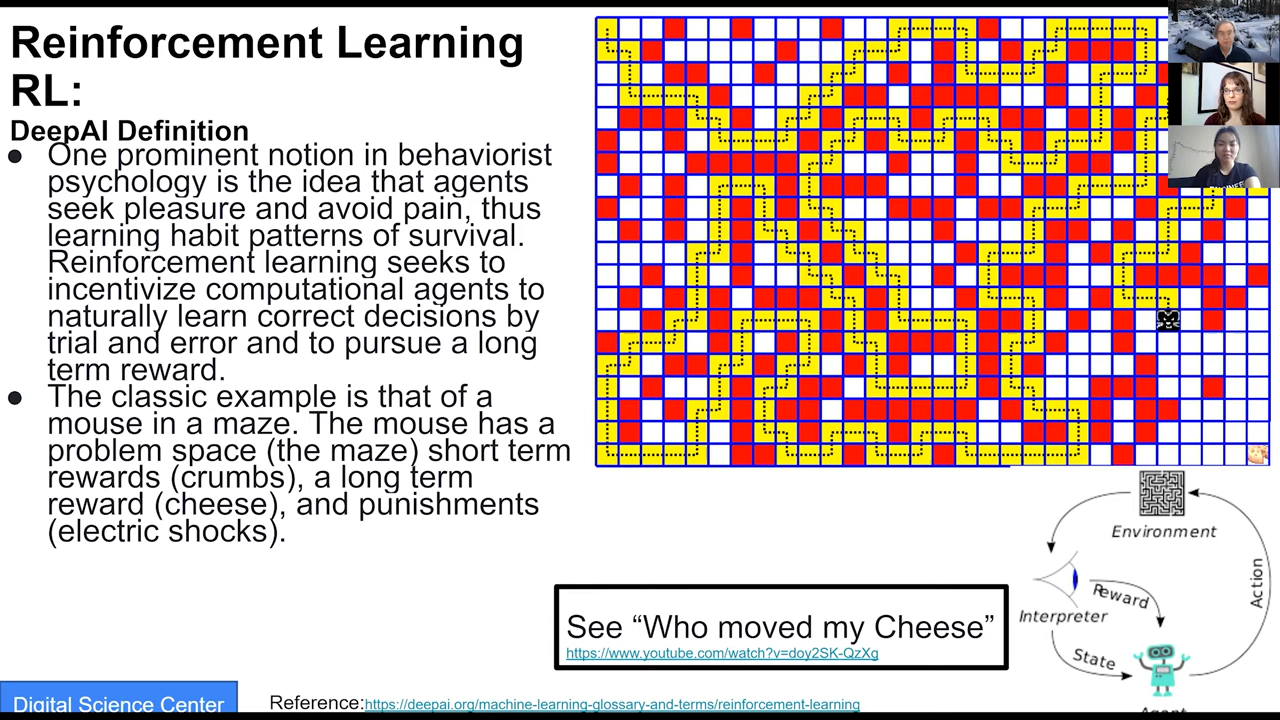 Reinforcement Learning
RL:
DeepAI Definition
● One prominent notion in behaviorist
psychology is the idea that agents
seek pleasure and avoid pain, thus
learning habit patterns of survival.
Reinforcement learning seeks to
incentivize computational agents to
naturally learn correct decisions by
trial and error and to pursue a long
term reward.
● The classic example is that of a
mouse in a maze. The mouse has a
problem space (the maze) short term
rewards (crumbs), a long term
reward (cheese), and punishments
(electric shocks).
Environment
Action
Reward
Interpreter
State
Agent
See “Who moved my Cheese”
https://www.youtube.com/watch?v=doy2SK-QzXg
Digital Science Center
Reference:https://deepai.org/machine-learning-glossary-and-terms/reinforcement-learning